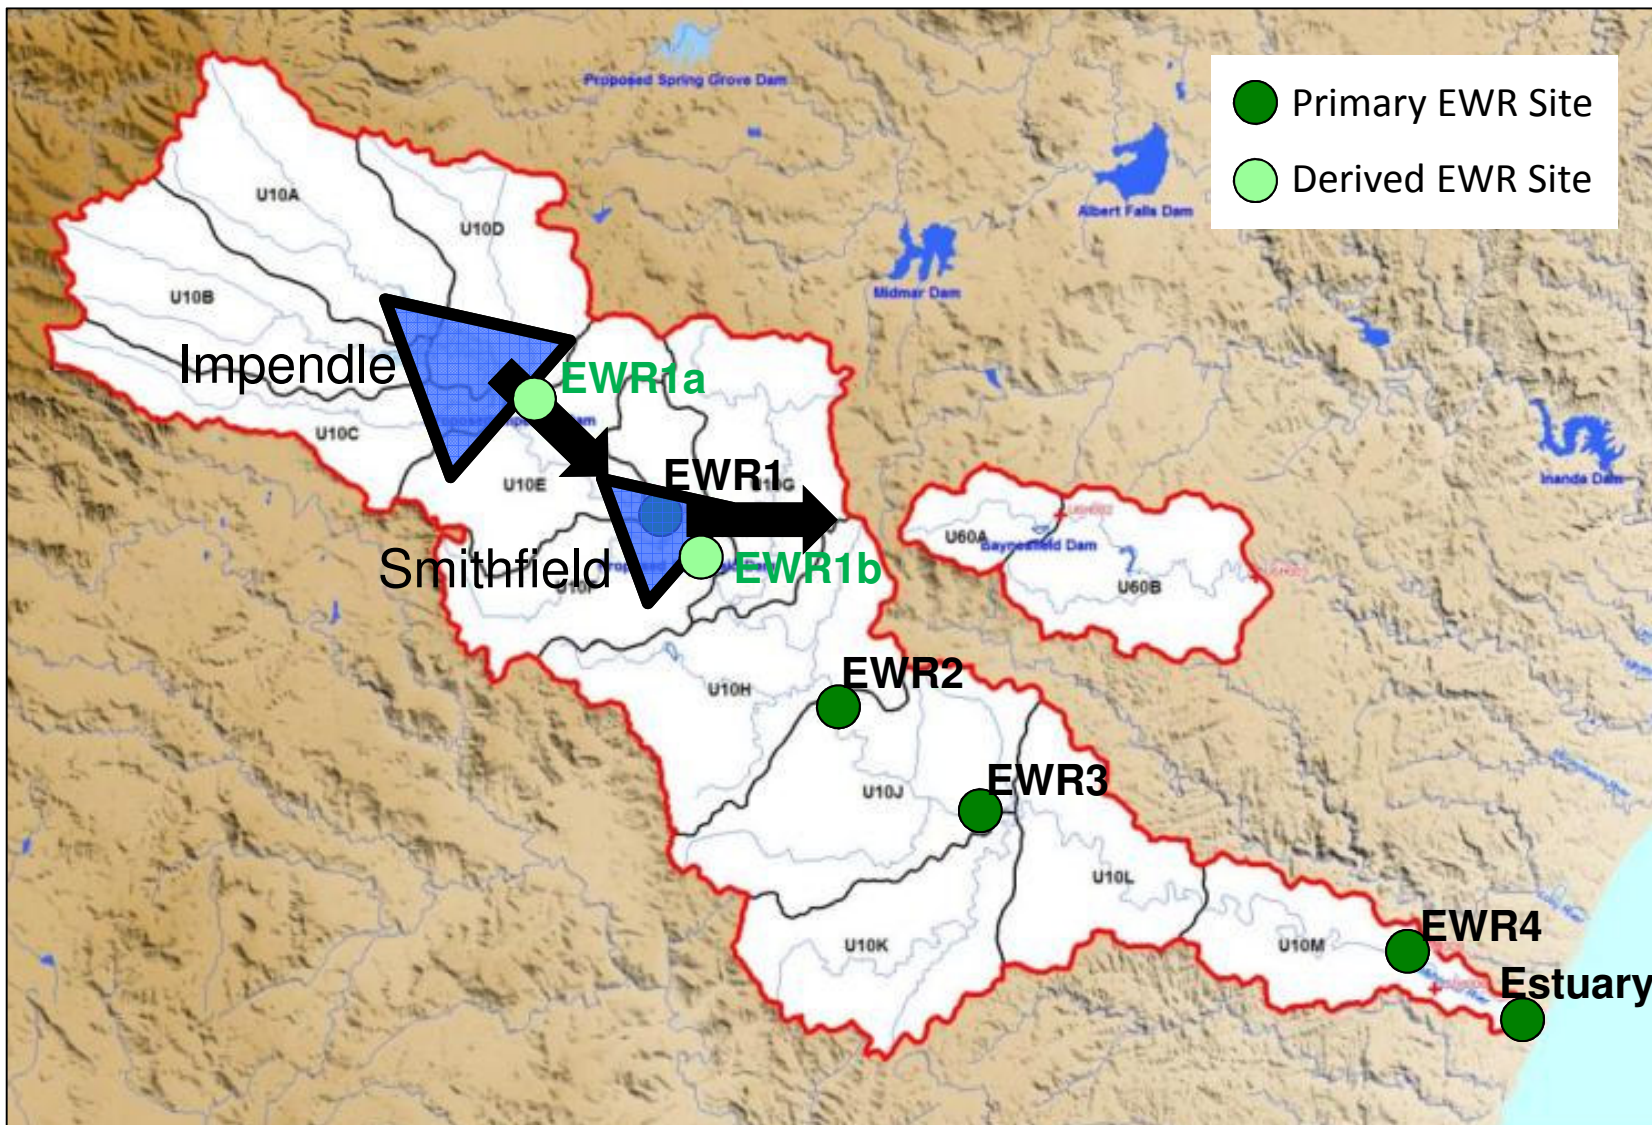 Proposed Spring Grove Dam
Primary EWR Site
Derived EWR Site
U10A
U10D
Albert Falls Dam
U10B
Midmar Dam
Impendle
EWR1a
U10C
EWR1
U10E
Inanda Dam
U60A
Baynesfield Dam
Smithfield
EWR1b
U60B
EWR2
U10H
EWR3
U10J
U10L
EWR4
U10K
U10M
Estuary